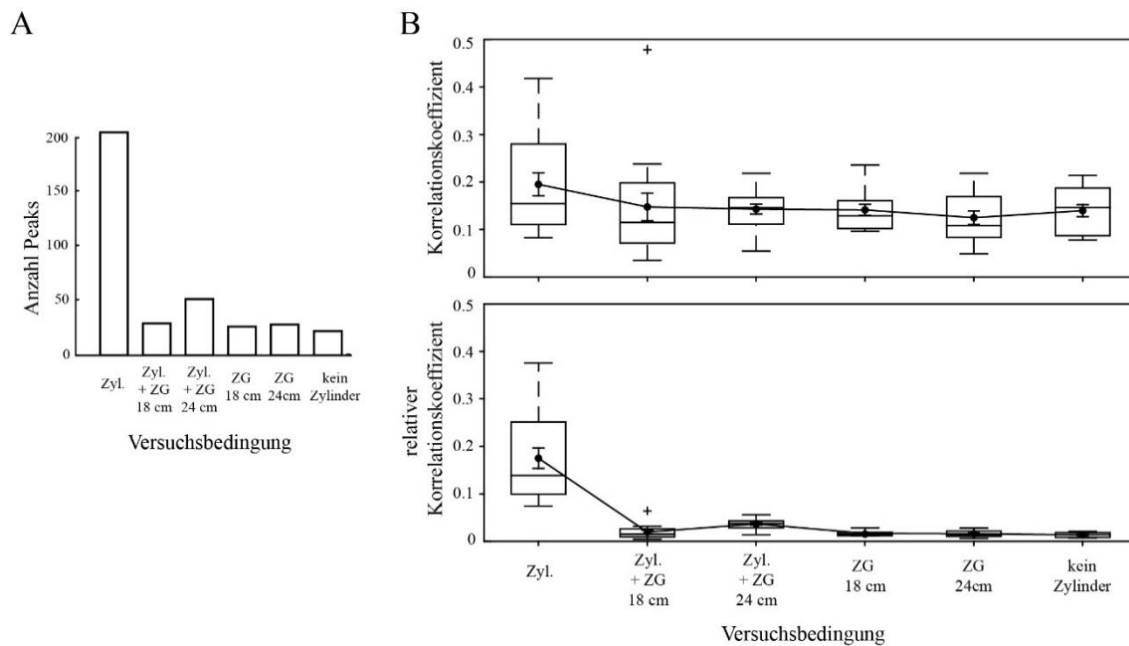 A
Anzahl Peaks
200
150
100
50
0
Zyl.
Zyl.
+ ZG
18 cm
Zyl.
+ ZG
24 cm
ZG
18 cm
ZG
24cm
kein
Zylinder
Versuchsbedingung
B
Korrelationskoeffizient
0.5
0.4
0.3
0.2
0.1
0
relativer
Korrelationskoeffizient
0.5
0.4
0.3
0.2
0.1
0
Zyl.
Zyl.
+ ZG
18 cm
Zyl.
+ ZG
24 cm
ZG
18 cm
ZG
24cm
kein
Zylinder
Versuchsbedingung